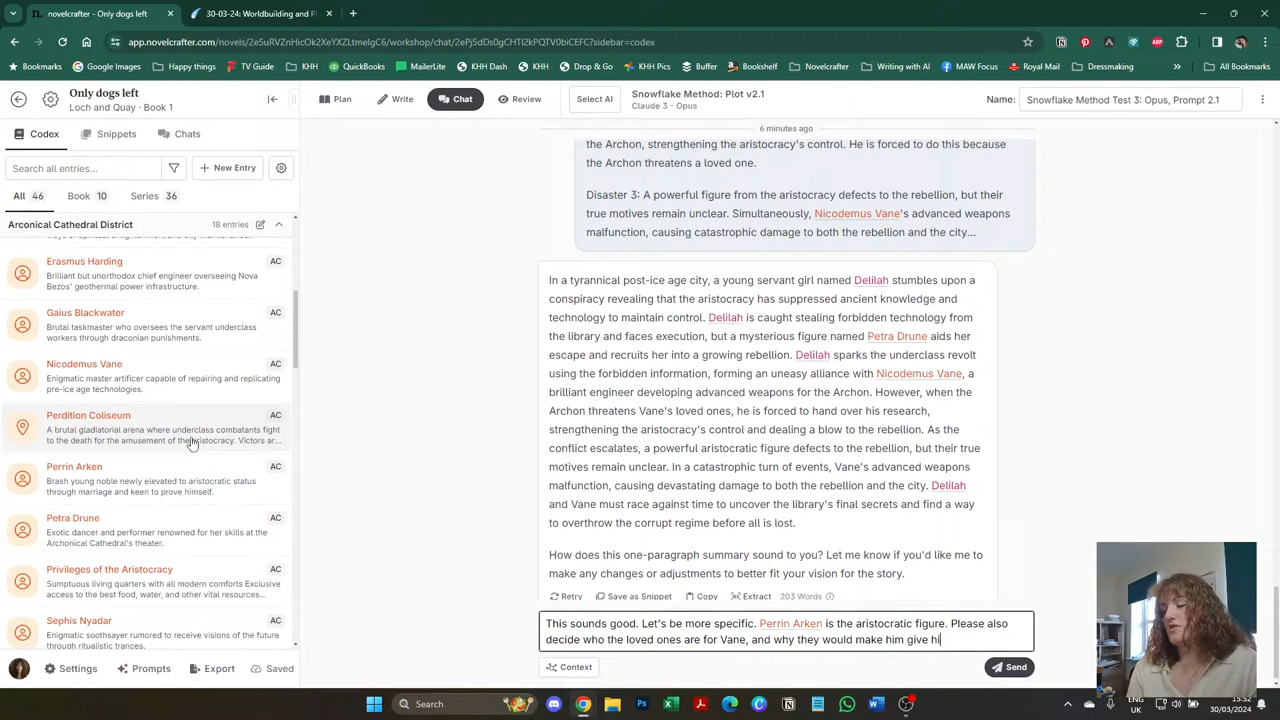 novelcrafter - Only dogs left
30-03-24: Worldbuilding and P
app.novelcrafter.com/novels/2e5uRVZnHicOk2XeYXZLtmelgC6/workshop/chat/2ePj5dDs0gCHTI2kPQTV0biCEFC?sidebar=codex
Bookmarks
Google Images
Happy things
KHH
QuickBooks
MailerLite
KHH
Drop & Go
KHH Pics
Buffer
Bookshelf
Novelcrafter
Writing with AI
MAW Focus
Royal Mail
Dressmake
All Bookmarks
Only dogs left
Loch and Quay - Book 1
Plan
Write
Chat
Review
Select AI
Snowflake Method: Plot v2.1
Claude 3 - Opus
Name:
Snowflake Method Test 3: Opus, Prompt 2.1
Codex
Snippets
Chats
Search all entries...
+ New Entry
All 46
Book 10
Series 36
Arconical Cathedral District
18 entries
Erasmus Harding
AC
Brilliant but unorthodox chief engineer overseeing Nova
Bezos' geothermal power infrastructure.
Gaius Blackwater
AC
Brutal taskmaster who oversees the servant underclass
workers through draconian punishments.
Nicodemus Vane
AC
Enigmatic master artificer capable of repairing and replicating
pre-ice age technologies.
Perdition Coliseum
AC
A brutal gladiatorial arena where underclass combatants fight
to the death for the amusement of the aristocracy. Victors ar...
Perrin Arken
AC
Brash young noble newly elevated to aristocratic status
through marriage and keen to prove himself.
Petra Drune
AC
Exotic dancer and performer renowned for her skills at the
Archonical Cathedral's theater.
Privileges of the Aristocracy
AC
Sumptuous living quarters with all modern comforts Exclusive
access to the best food, water, and other vital resources...
Sephis Nyadar
AC
Enigmatic soothsayer rumored to receive visions of the future
through ritualistic trances.
Settings
Prompts
Export
Saved
6 minutes ago
the Archon, strengthening the aristocracy's control. He is forced to do this because
the Archon threatens a loved one.
Disaster 3: A powerful figure from the aristocracy defects to the rebellion, but their
true motives remain unclear. Simultaneously, Nicodemus Vane's advanced weapons
malfunction, causing catastrophic damage to both the rebellion and the city...
In a tyrannical post-ice age city, a young servant girl named Delilah stumbles upon a
conspiracy revealing that the aristocracy has suppressed ancient knowledge and
technology to maintain control. Delilah is caught stealing forbidden technology from
the library and faces execution, but a mysterious figure named Petra Drune aids her
escape and recruits her into a growing rebellion. Delilah sparks the underclass revolt
using the forbidden information, forming an uneasy alliance with Nicodemus Vane, a
brilliant engineer developing advanced weapons for the Archon. However, when the
Archon threatens Vane's loved ones, he is forced to hand over his research,
strengthening the aristocracy's control and dealing a blow to the rebellion. As the
conflict escalates, a powerful aristocratic figure defects to the rebellion, but their true
motives remain unclear. In a catastrophic turn of events, Vane's advanced weapons
malfunction, causing devastating damage to both the rebellion and the city. Delilah
and Vane must race against time to uncover the library's final secrets and find a way
to overthrow the corrupt regime before all is lost.
How does this one-paragraph summary sound to you? Let me know if you'd like me to
make any changes or adjustments to better fit your vision for the story.
Retry
Save as Snippet
Copy
Extract
203 Words
This sounds good. Let's be more specific. Perrin Arken is the aristocratic figure. Please also
decide who the loved ones are for Vane, and why they would make him give hi
Context
Send
Search
ENG
UK
15:52
30/03/2024